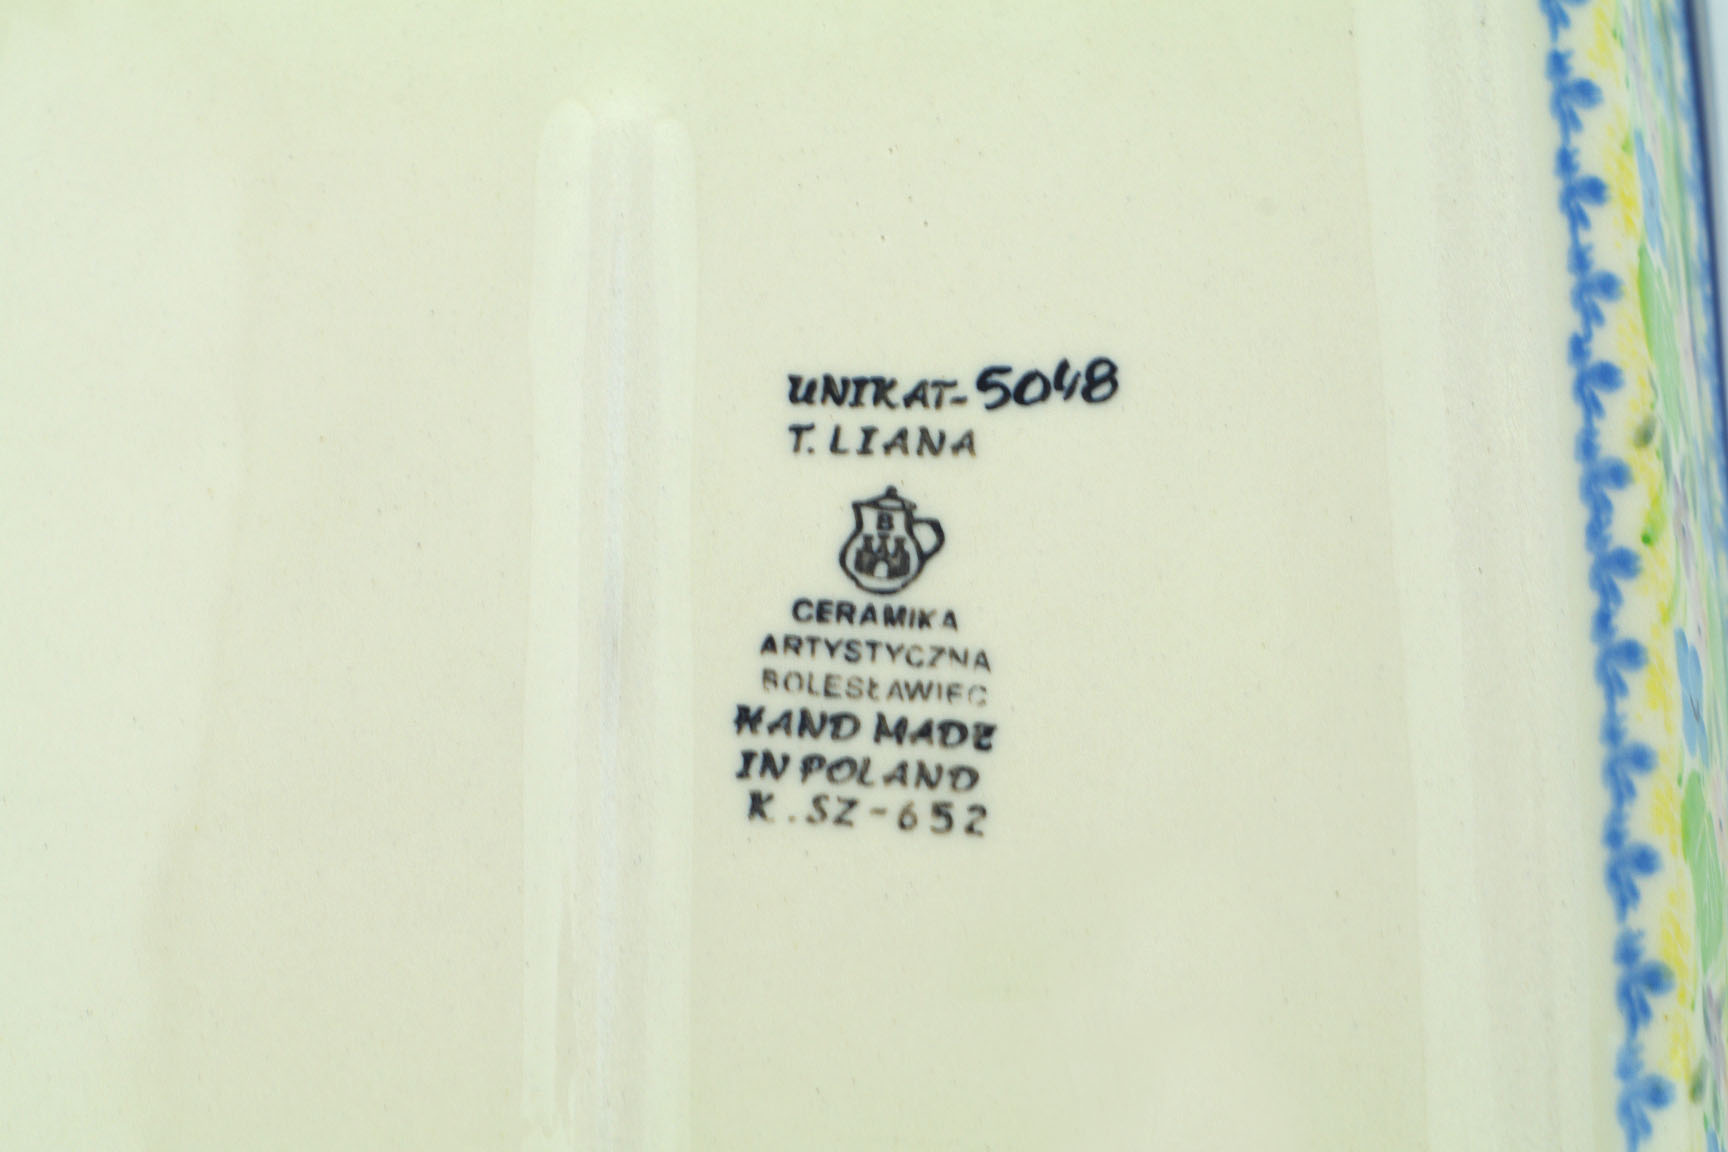 UNIKAT-5048
T. LIANA
B
CERAMIKA
ARTYSTYCZNA
BOLESŁAWIEC
HAND MADE
IN POLAND
K. SZ-652